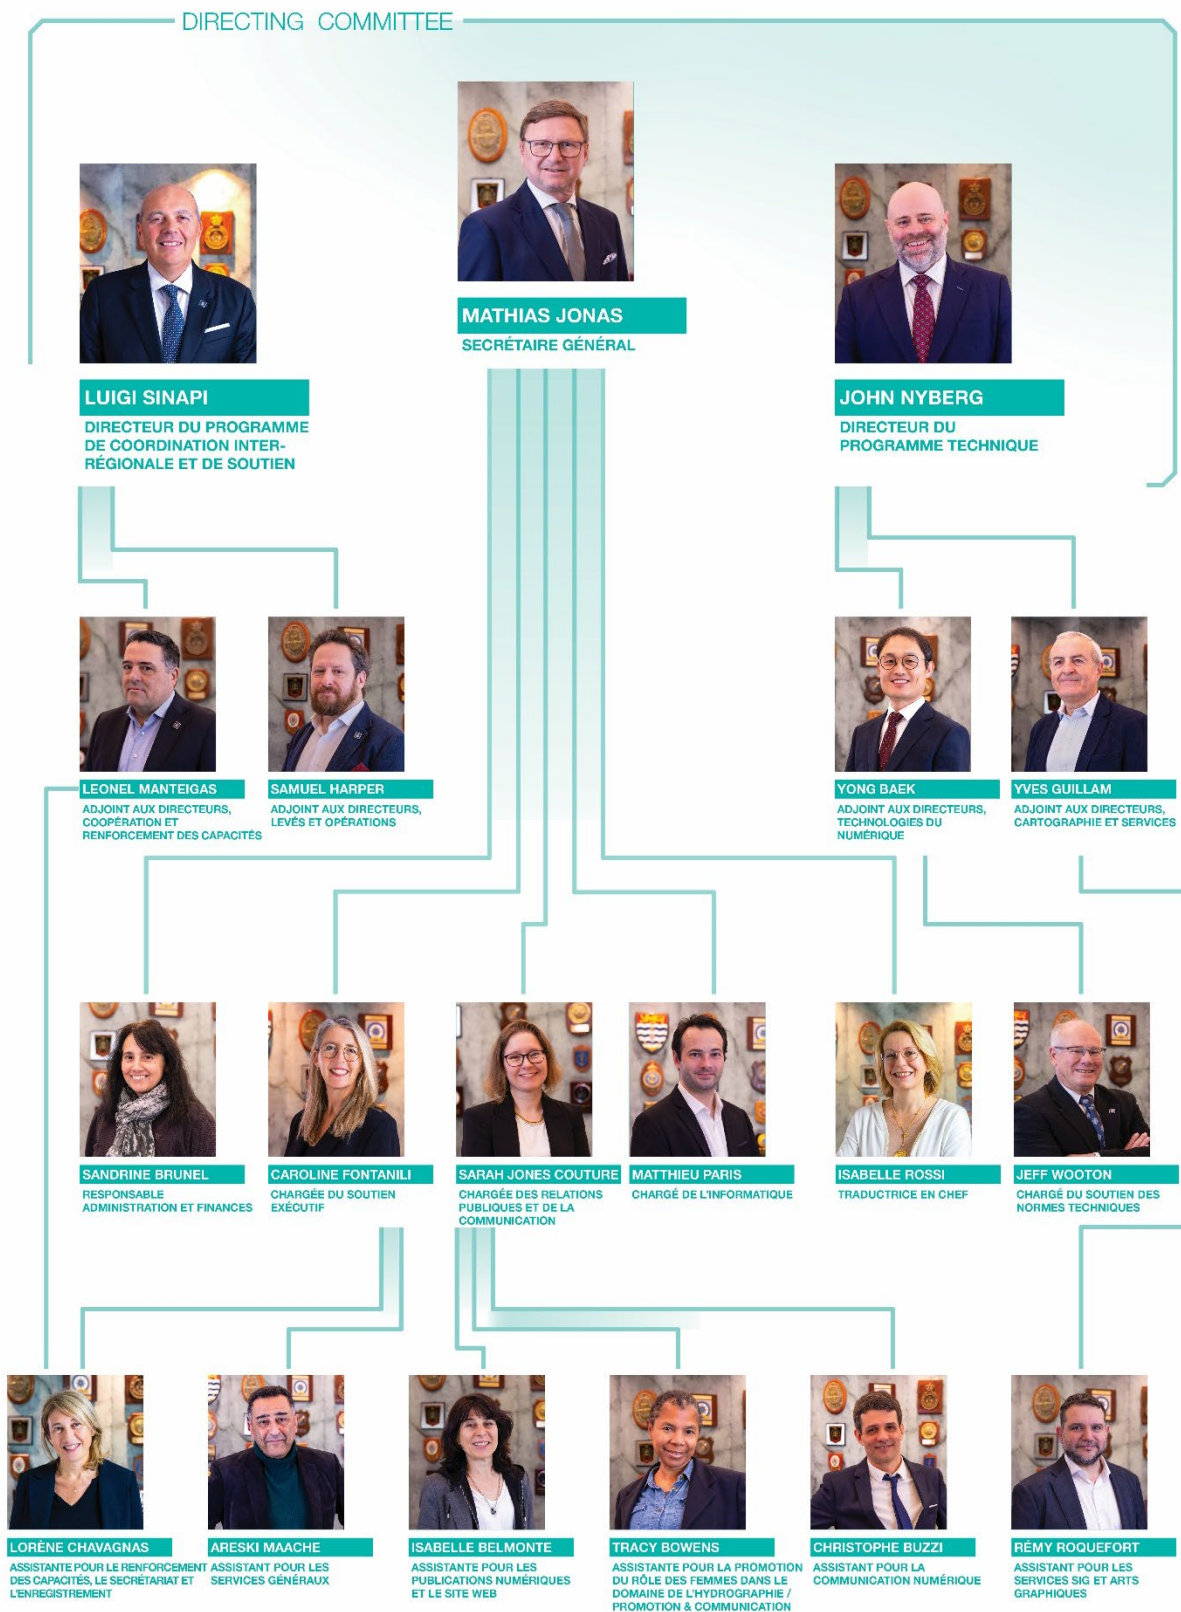 DIRECTING COMMITTEE
MATHIAS JONAS
SECRÉTAIRE GÉNÉRAL
LUIGI SINAPI
DIRECTEUR DU PROGRAMME
DE COORDINATION INTER-
RÉGIONALE ET DE SOUTIEN
JOHN NYBERG
DIRECTEUR DU
PROGRAMME TECHNIQUE
LEONEL MANTEIGAS
ADJOINT AUX DIRECTEURS,
COOPÉRATION ET
RENFORCEMENT DES CAPACITÉS
SAMUEL HARPER
ADJOINT AUX DIRECTEURS,
LEVÉS ET OPÉRATIONS
YONG BAEK
ADJOINT AUX DIRECTEURS,
TECHNOLOGIES DU
NUMÉRIQUE
YVES GUILLAM
ADJOINT AUX DIRECTEURS,
CARTOGRAPHIE ET SERVICES
SANDRINE BRUNEL
RESPONSABLE
ADMINISTRATION ET FINANCES
CAROLINE FONTANILI
CHARGÉE DU SOUTIEN
EXÉCUTIF
SARAH JONES COUTURE
CHARGÉE DES RELATIONS
PUBLIQUES ET DE LA
COMMUNICATION
MATTHIEU PARIS
CHARGÉ DE L'INFORMATIQUE
ISABELLE ROSSI
TRADUCTRICE EN CHEF
JEFF WOOTON
CHARGÉ DU SOUTIEN DES
NORMES TECHNIQUES
LORÈNE CHAVAGNAS
ASSISTANTE POUR LE RENFORCEMENT
DES CAPACITÉS, LE SECRÉTARIAT ET
L'ENREGISTREMENT
ARESKI MAACHE
ASSISTANT POUR LES
SERVICES GÉNÉRAUX
ISABELLE BELMONTE
ASSISTANTE POUR LES
PUBLICATIONS NUMÉRIQUES
ET LE SITE WEB
TRACY BOWENS
ASSISTANTE POUR LA PROMOTION
DU RÔLE DES FEMMES DANS LE
DOMAINE DE L'HYDROGRAPHIE /
PROMOTION & COMMUNICATION
CHRISTOPHE BUZZI
ASSISTANT POUR LA
COMMUNICATION NUMÉRIQUE
RÉMY ROQUEFORT
ASSISTANT POUR LES
SERVICES SIG ET ARTS
GRAPHIQUES